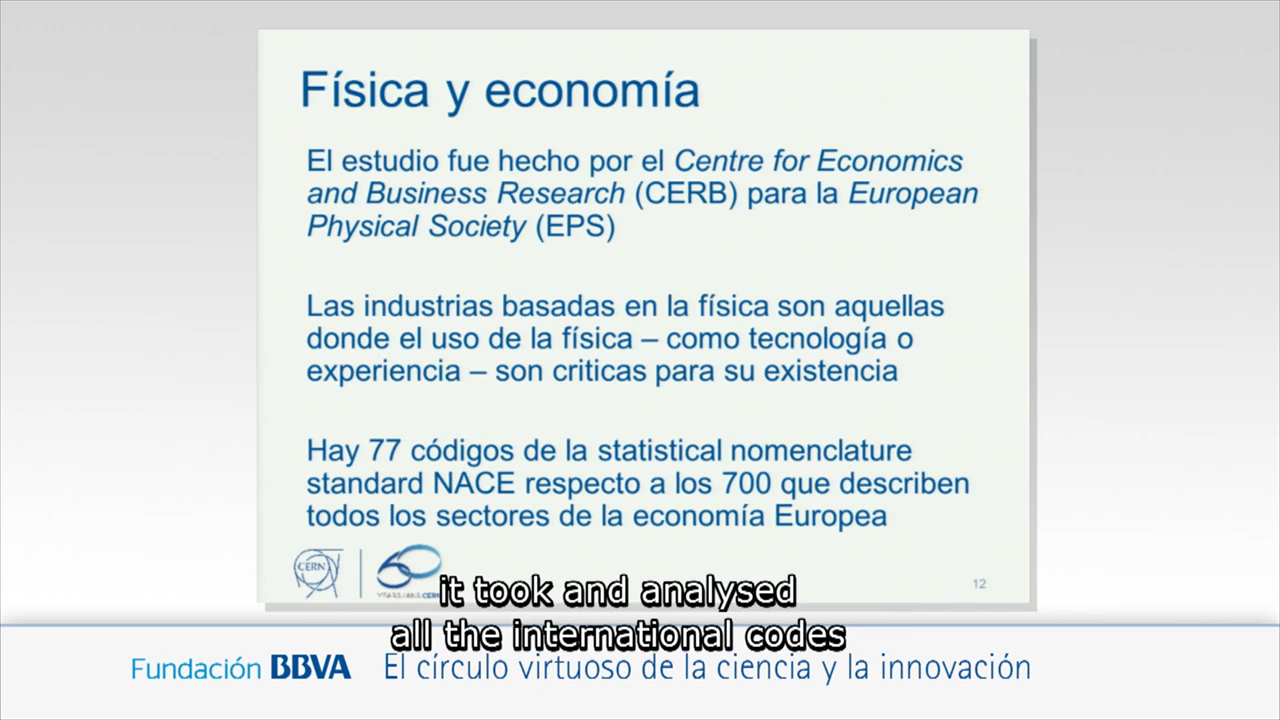 Física y economía
El estudio fue hecho por el Centre for Economics
and Business Research (CERB) para la European
Physical Society (EPS)
Las industrias basadas en la física son aquellas
donde el uso de la física – como tecnología o
experiencia – son criticas para su existencia
Hay 77 códigos de la statistical nomenclature
standard NACE respecto a los 700 que describen
todos los sectores de la economía Europea
CERN
60
12
it took and analysed
all the international codes
Fundación BBVA El círculo virtuoso de la ciencia y la innovación